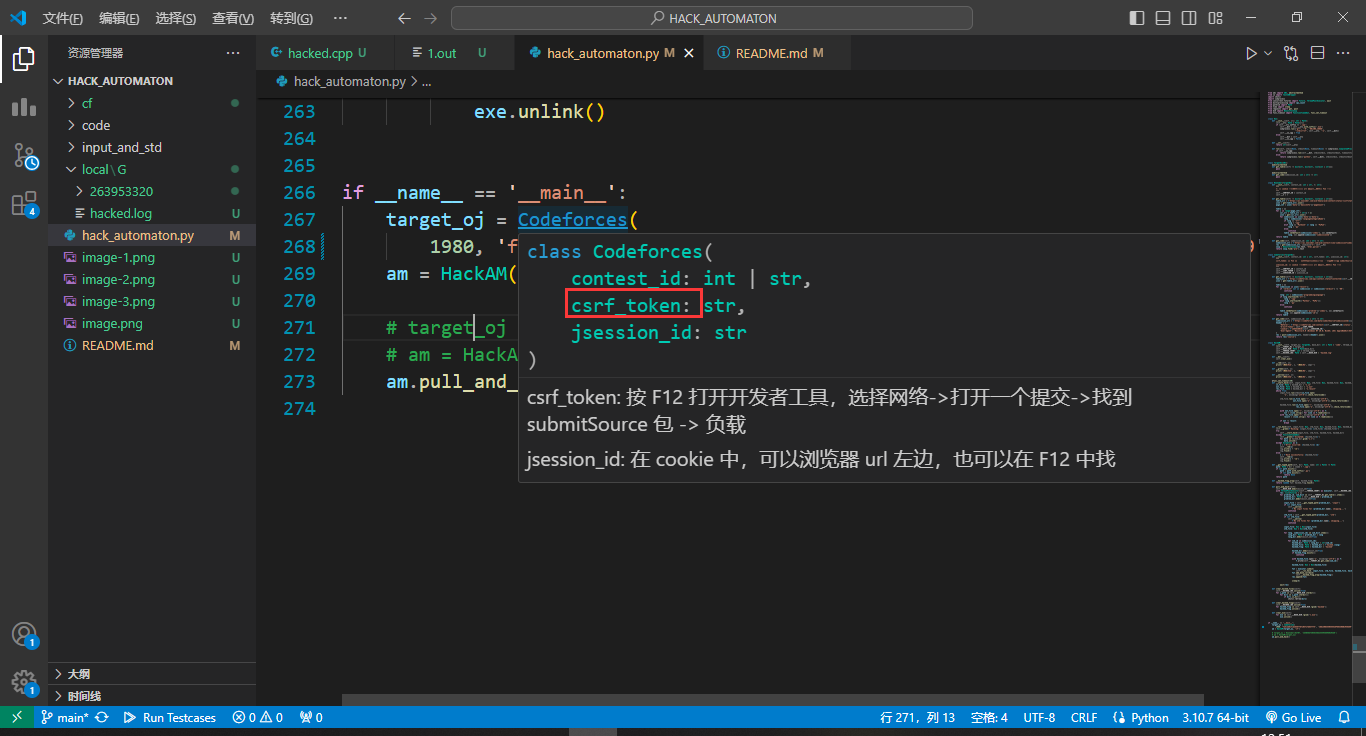 文件(F) 编辑(E) 选择(S) 查看(V) 转到(G) ··· HACK_AUTOMATON
资源管理器 ···
HACK_AUTOMATON
cf
code
input_and_std
local \ G
263953320
hacked.log U
hack_automaton.py M
image-1.png U
image-2.png U
image-3.png U
image.png U
README.md M
大纲
时间线
hacked.cpp U 1.out U hack_automaton.py M README.md M
hack_automaton.py > ...
263 exe.unlink()
264
265
266 if __name__ == '__main__':
267 target_oj = Codeforces(
268 1980, 'f
269 am = HackAM(
270
271 # target_oj
272 # am = HackA
273 am.pull_and_
274
class Codeforces(
contest_id: int | str,
csrf_token: str,
jsession_id: str
)
csrf_token: 按 F12 打开开发者工具，选择网络->打开一个提交->找到
submitSource 包 -> 负载
jsession_id: 在 cookie 中，可以浏览器 url 左边，也可以在 F12 中找
4
1
1
main* Run Testcases 0 0 0 行 271，列 13 空格: 4 UTF-8 CRLF Python 3.10.7 64-bit Go Live